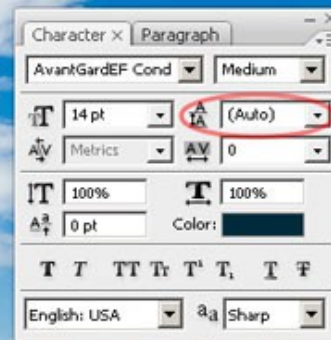 Character × Paragraph
AvantGardEF Cond Medium
14 pt (Auto)
Metrics 0
100% 100%
0 pt Color:
T T TT Tr T¹ T₁ T T
English: USA aa Sharp